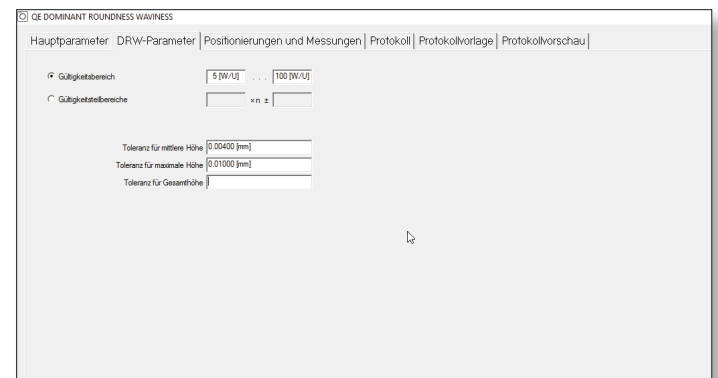 QE DOMINANT ROUNDNESS WAVINESS
Hauptparameter DRW-Parameter Positionierungen und Messungen Protokoll Protokollvorlage Protokollvorschau
Gültigkeitsbereich 5 [W/U] . . . 100 [W/U]
Gültigkeitsteilbereiche × n ±
Toleranz für mittlere Höhe 0.00400 [mm]
Toleranz für maximale Höhe 0.01000 [mm]
Toleranz für Gesamthöhe